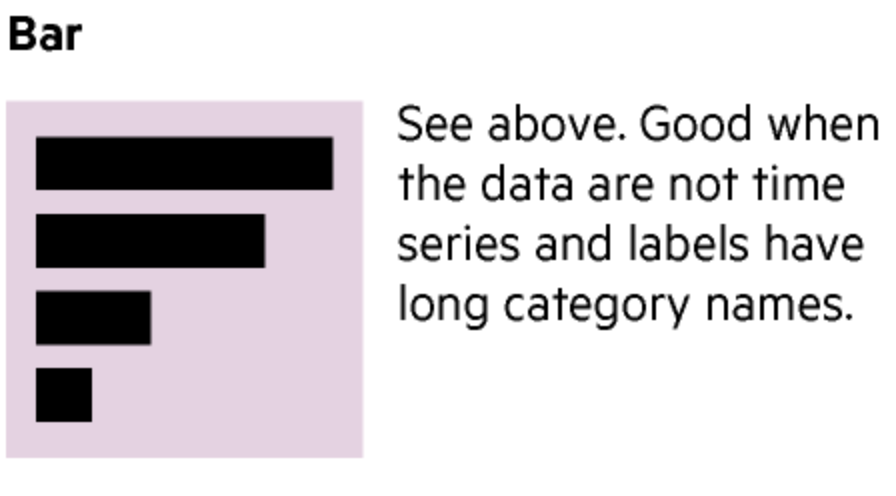 Bar
See above. Good when
the data are not time
series and labels have
long category names.